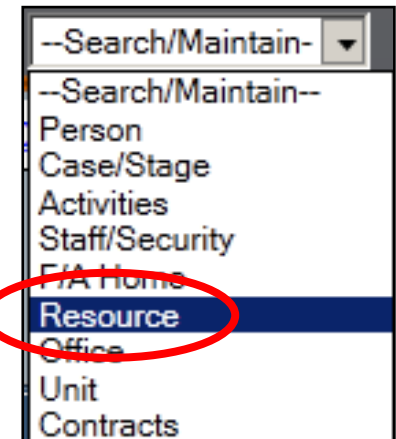 --Search/Maintain-
--Search/Maintain--
Person
Case/Stage
Activities
Staff/Security
F/A Home
Resource
Office
Unit
Contracts